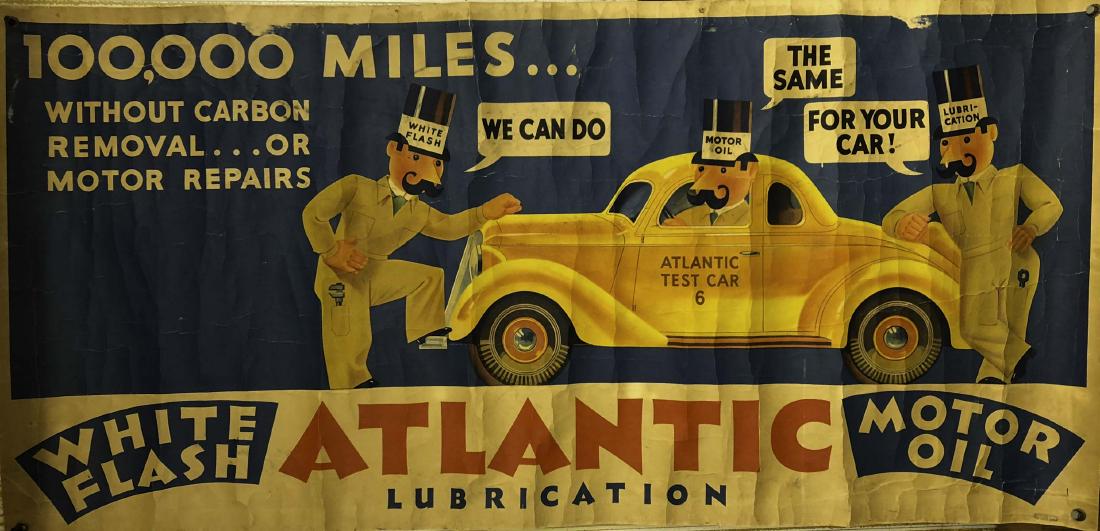 100,000 MILES...
WITHOUT CARBON
REMOVAL...OR
MOTOR REPAIRS
WHITE
FLASH
WE CAN DO
MOTOR
OIL
THE
SAME
FOR YOUR
CAR!
LUBRI-
CATION
ATLANTIC
TEST CAR
6
WHITE
FLASH
ATLANTIC
LUBRICATION
MOTOR
OIL